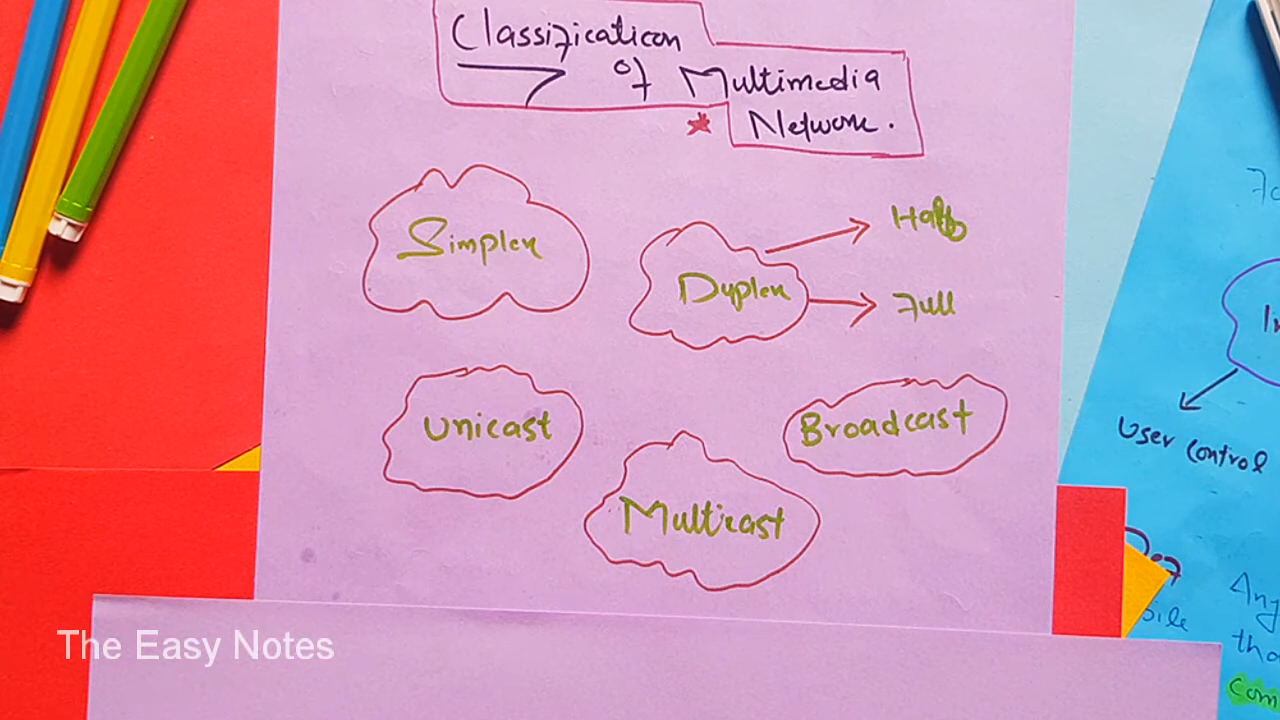 Classification
of Multimedia
Network.
Simplex
Duplex
Half
Full
Unicast
Multicast
Broadcast
User control
The Easy Notes